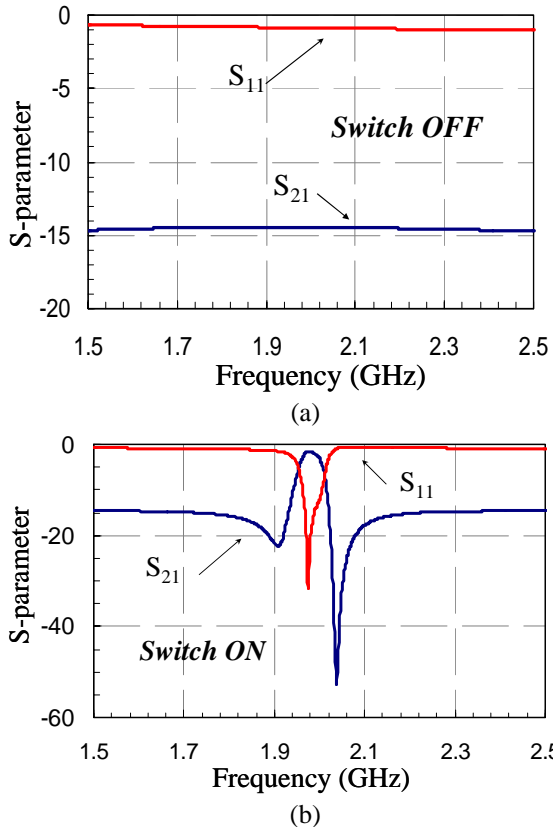 0
-5
-10
-15
-20
S-parameter
S11
Switch OFF
S21
1.5 1.7 1.9 2.1 2.3 2.5
Frequency (GHz)
(a)
0
-20
-40
-60
S-parameter
S11
S21
Switch ON
1.5 1.7 1.9 2.1 2.3 2.5
Frequency (GHz)
(b)